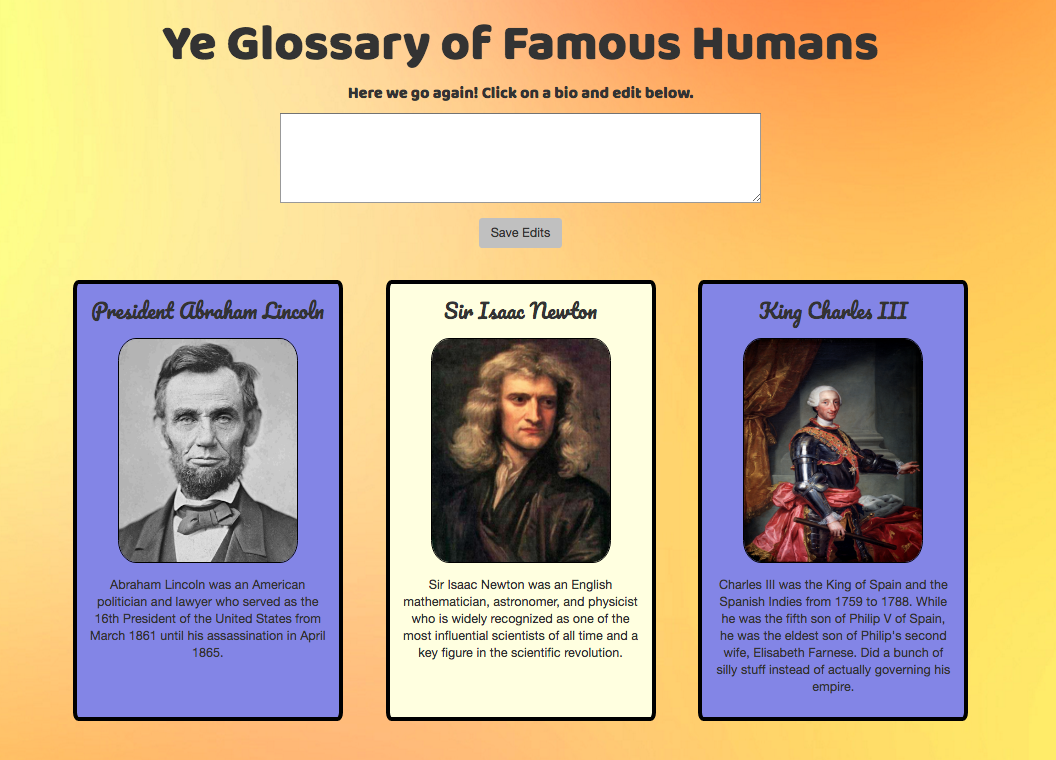 Ye Glossary of Famous Humans
Here we go again! Click on a bio and edit below.
Save Edits
President Abraham Lincoln
Abraham Lincoln was an American
politician and lawyer who served as the
16th President of the United States from
March 1861 until his assassination in April
1865.
Sir Isaac Newton
Sir Isaac Newton was an English
mathematician, astronomer, and physicist
who is widely recognized as one of the
most influential scientists of all time and a
key figure in the scientific revolution.
King Charles III
Charles III was the King of Spain and the
Spanish Indies from 1759 to 1788. While
he was the fifth son of Philip V of Spain,
he was the eldest son of Philip's second
wife, Elisabeth Farnese. Did a bunch of
silly stuff instead of actually governing his
empire.